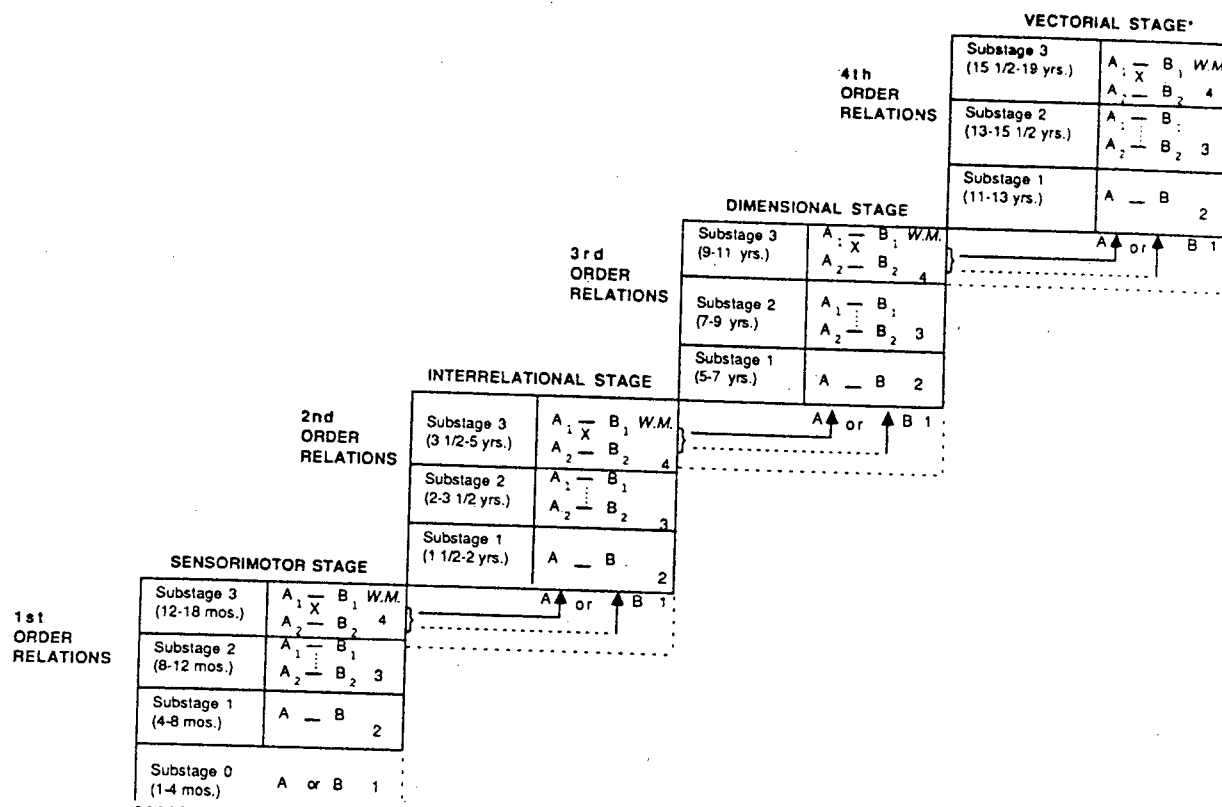 VECTORIAL STAGE*
4th
ORDER
RELATIONS
Substage 3
(15 1/2-19 yrs.)
A1 — B1 W.M.
X
A2 — B2 4
Substage 2
(13-15 1/2 yrs.)
A1 — B1
A2 — B2 3
Substage 1
(11-13 yrs.)
A — B
2
A or B 1
DIMENSIONAL STAGE
3rd
ORDER
RELATIONS
Substage 3
(9-11 yrs.)
A1 — B1 W.M.
X
A2 — B2 4
Substage 2
(7-9 yrs.)
A1 — B1
A2 — B2 3
Substage 1
(5-7 yrs.)
A — B 2
A or B 1
INTERRELATIONAL STAGE
2nd
ORDER
RELATIONS
Substage 3
(3 1/2-5 yrs.)
A1 — B1 W.M.
X
A2 — B2 4
Substage 2
(2-3 1/2 yrs.)
A1 — B1
A2 — B2 3
Substage 1
(1 1/2-2 yrs.)
A — B
2
A or B 1
SENSORIMOTOR STAGE
1st
ORDER
RELATIONS
Substage 3
(12-18 mos.)
A1 — B1 W.M.
X
A2 — B2 4
Substage 2
(8-12 mos.)
A1 — B1
A2 — B2 3
Substage 1
(4-8 mos.)
A — B
2
Substage 0
(1-4 mos.)
A or B 1